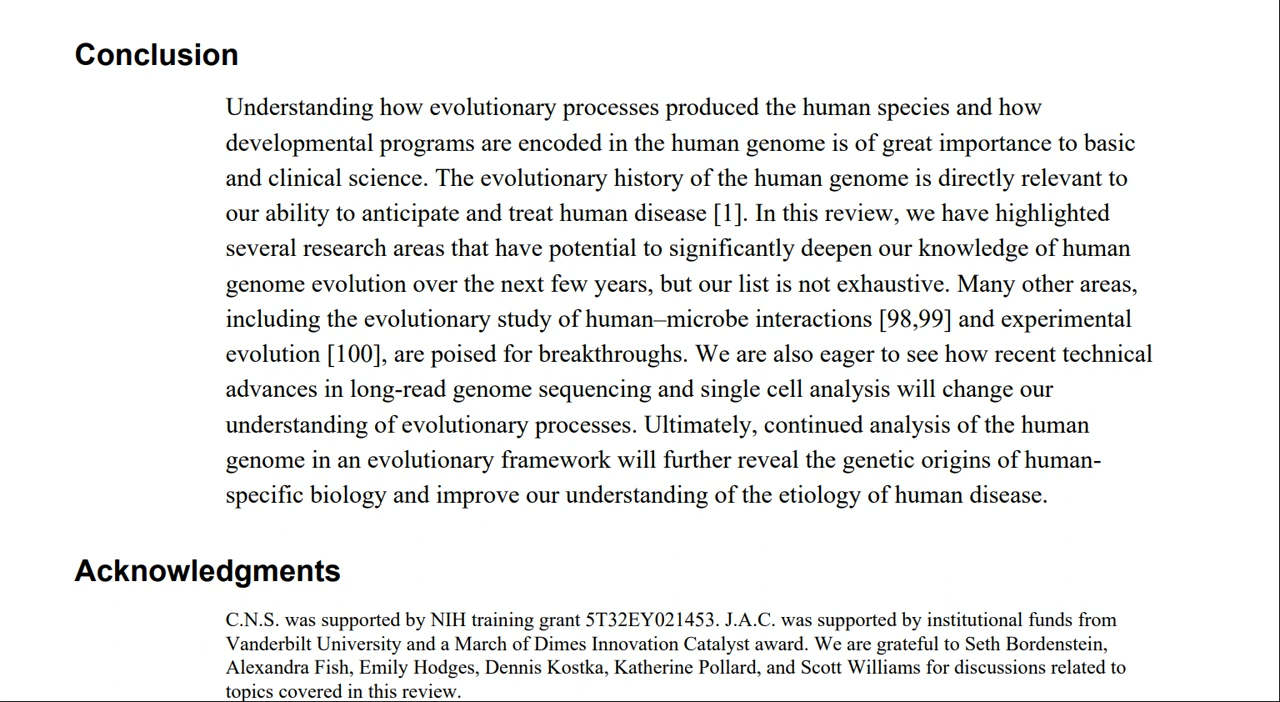 Conclusion
Understanding how evolutionary processes produced the human species and how
developmental programs are encoded in the human genome is of great importance to basic
and clinical science. The evolutionary history of the human genome is directly relevant to
our ability to anticipate and treat human disease [1]. In this review, we have highlighted
several research areas that have potential to significantly deepen our knowledge of human
genome evolution over the next few years, but our list is not exhaustive. Many other areas,
including the evolutionary study of human–microbe interactions [98,99] and experimental
evolution [100], are poised for breakthroughs. We are also eager to see how recent technical
advances in long-read genome sequencing and single cell analysis will change our
understanding of evolutionary processes. Ultimately, continued analysis of the human
genome in an evolutionary framework will further reveal the genetic origins of human-
specific biology and improve our understanding of the etiology of human disease.
Acknowledgments
C.N.S. was supported by NIH training grant 5T32EY021453. J.A.C. was supported by institutional funds from
Vanderbilt University and a March of Dimes Innovation Catalyst award. We are grateful to Seth Bordenstein,
Alexandra Fish, Emily Hodges, Dennis Kostka, Katherine Pollard, and Scott Williams for discussions related to
topics covered in this review.